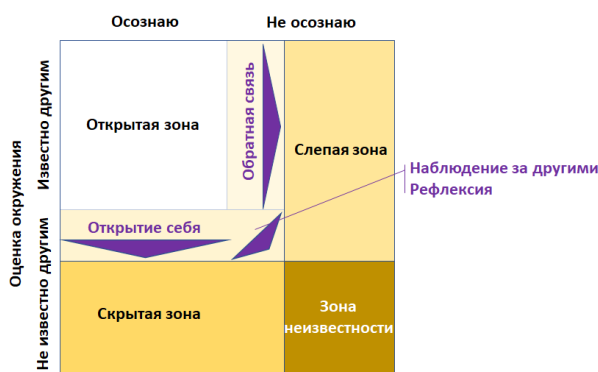 Осознаю
Не осознаю
Оценка окружения
Известно другим
Не известно другим
Открытая зона
Обратная связь
Слепая зона
Наблюдение за другими
Рефлексия
Открытие себя
Скрытая зона
Зона
неизвестности